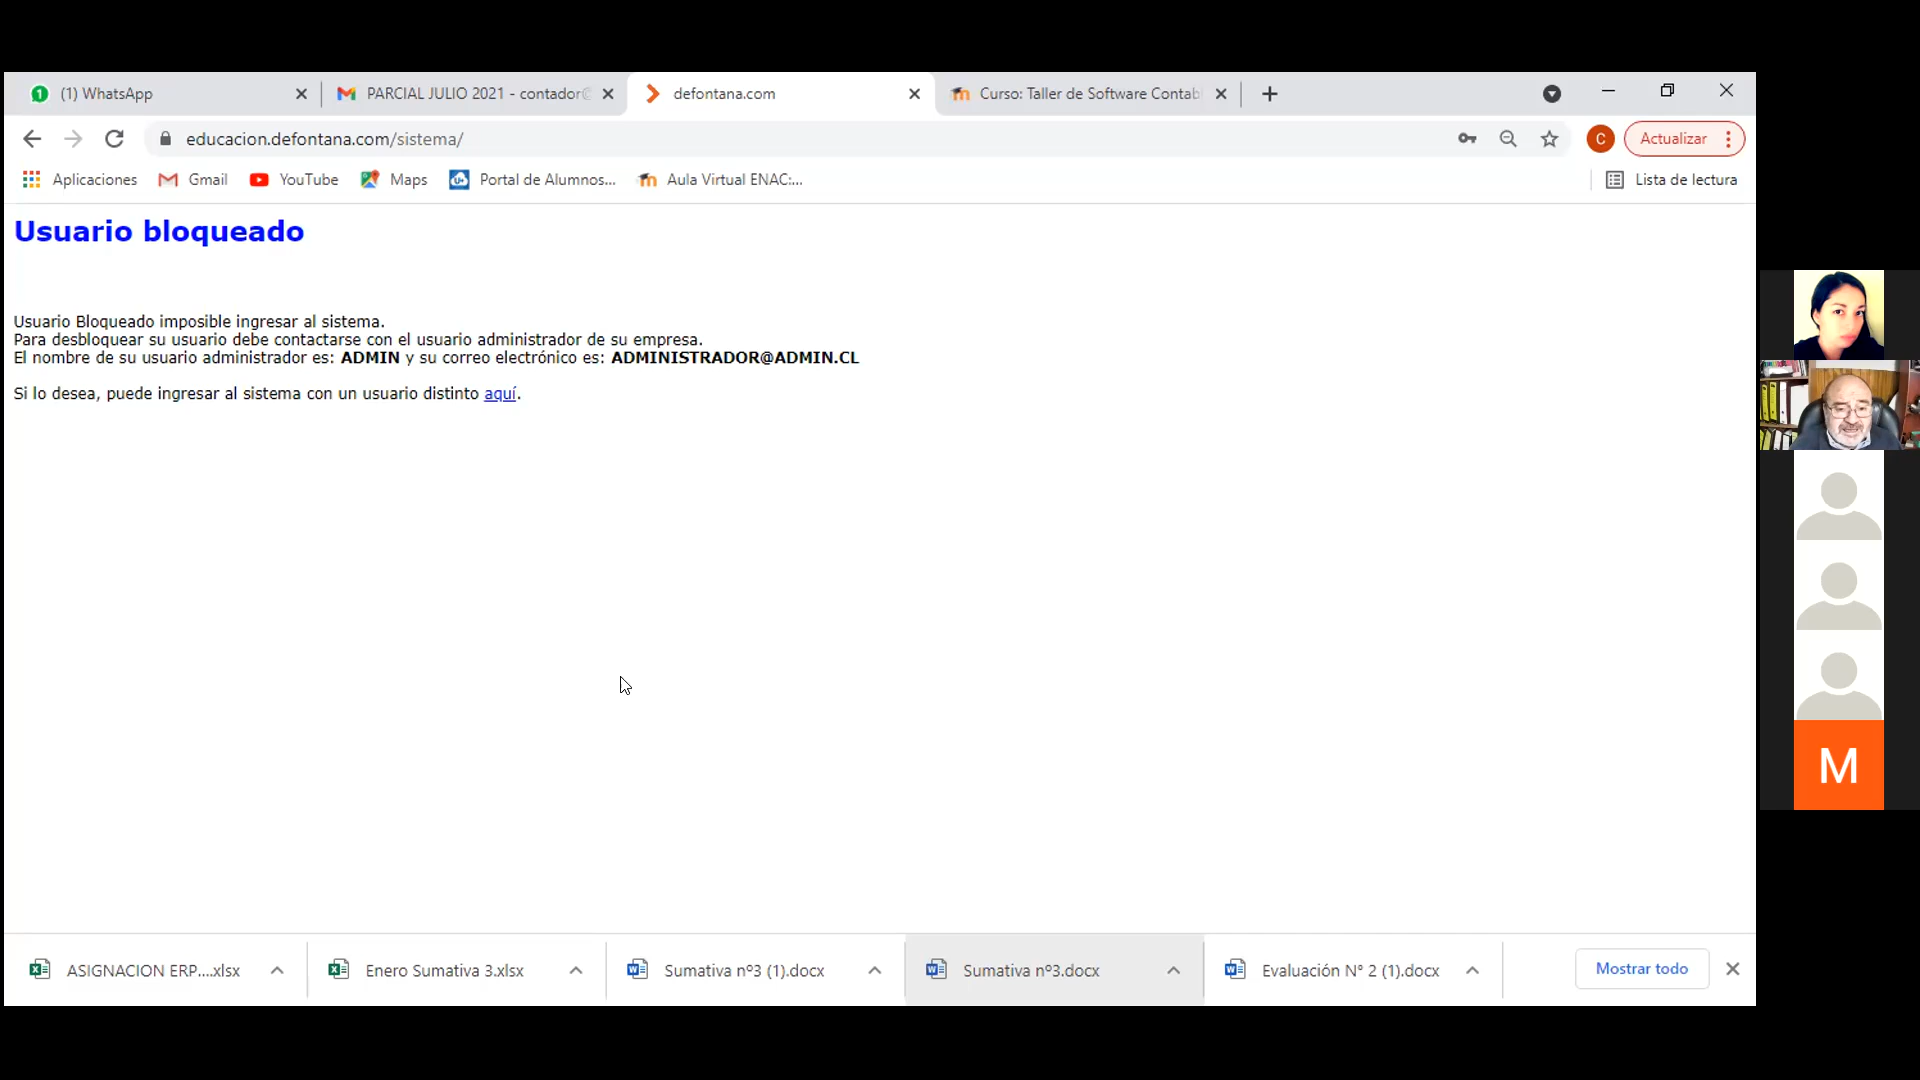 (1) WhatsApp
PARCIAL JULIO 2021 - contador@
defontana.com
Curso: Taller de Software Contab
educacion.defontana.com/sistema/
C
Actualizar
Aplicaciones
Gmail
YouTube
Maps
Portal de Alumnos...
Aula Virtual ENAC:...
Lista de lectura
Usuario bloqueado
Usuario Bloqueado imposible ingresar al sistema.
Para desbloquear su usuario debe contactarse con el usuario administrador de su empresa.
El nombre de su usuario administrador es: ADMIN y su correo electrónico es: ADMINISTRADOR@ADMIN.CL
Si lo desea, puede ingresar al sistema con un usuario distinto aquí.
M
ASIGNACION ERP....xlsx
Enero Sumativa 3.xlsx
Sumativa nº3 (1).docx
Sumativa nº3.docx
Evaluación N° 2 (1).docx
Mostrar todo